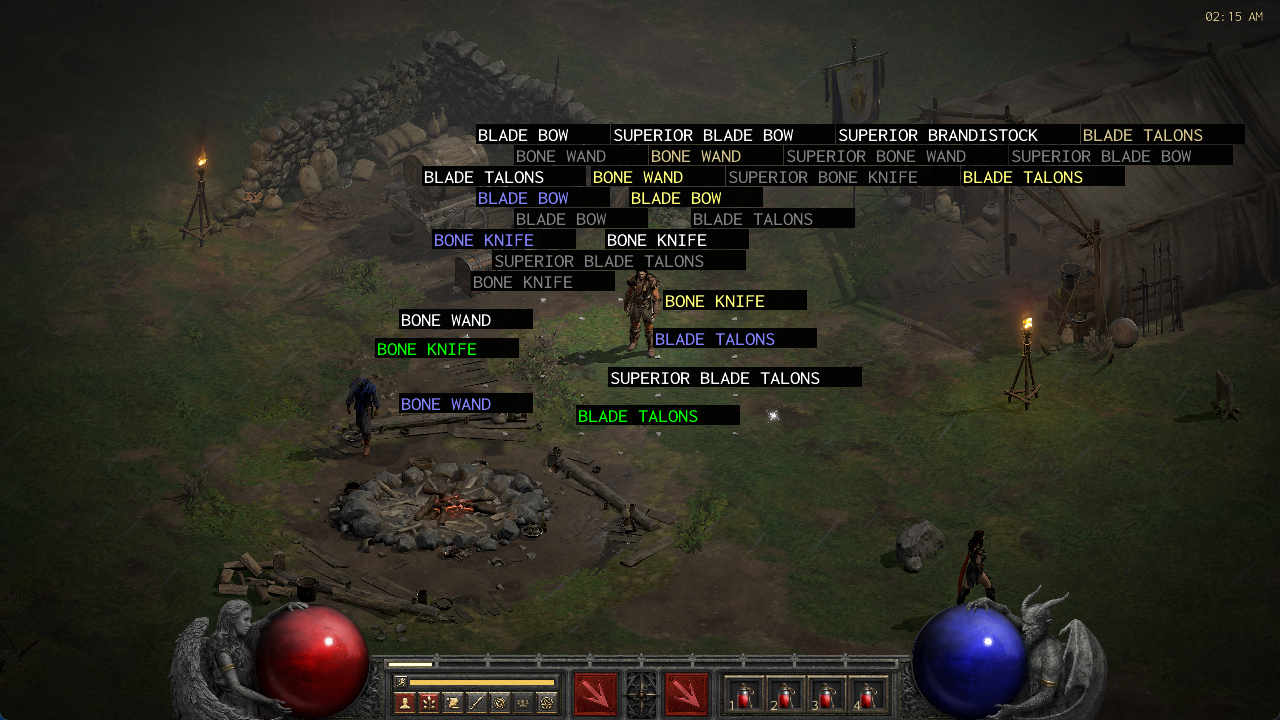 02:15 AM
BLADE BOW SUPERIOR BLADE BOW SUPERIOR BRANDISTOCK BLADE TALONS
BONE WAND BONE WAND SUPERIOR BONE WAND SUPERIOR BLADE BOW
BLADE TALONS BONE WAND SUPERIOR BONE KNIFE BLADE TALONS
BLADE BOW BLADE BOW
BLADE BOW BLADE TALONS
BONE KNIFE BONE KNIFE
SUPERIOR BLADE TALONS
BONE KNIFE
BONE KNIFE
BONE WAND
BLADE TALONS
BONE KNIFE
SUPERIOR BLADE TALONS
BONE WAND
BLADE TALONS
1 2 3 4